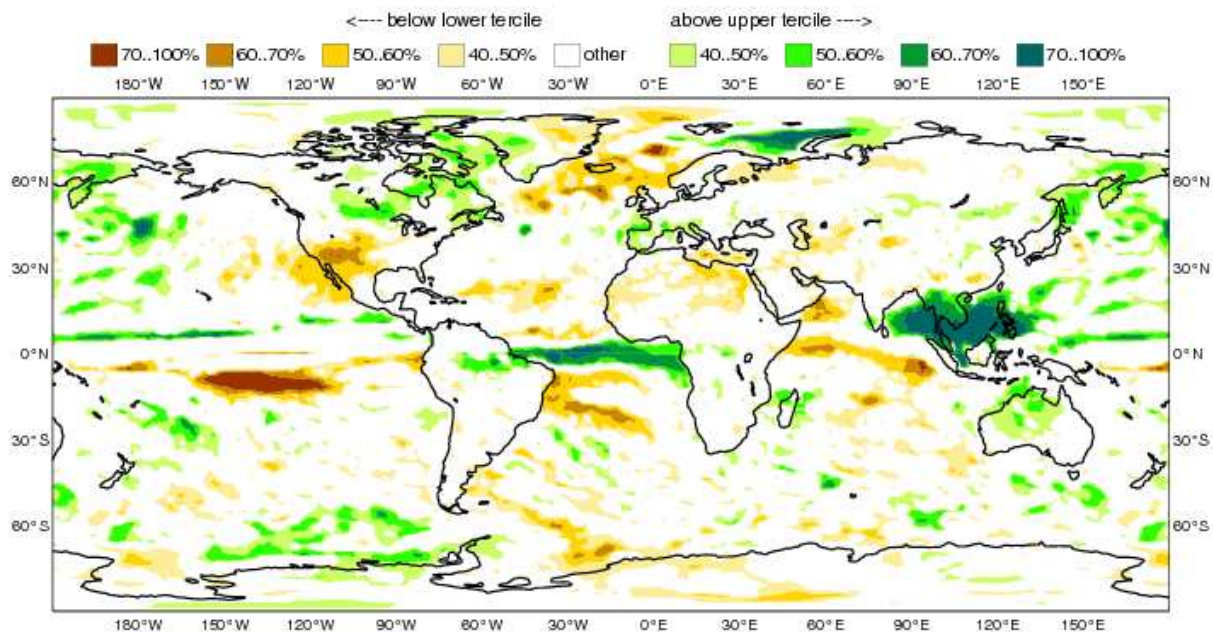 <---- below lower tercile above upper tercile ---->
70..100% 60..70% 50..60% 40..50% other 40..50% 50..60% 60..70% 70..100%
180°W 150°W 120°W 90°W 60°W 30°W 0°E 30°E 60°E 90°E 120°E 150°E
60°N 60°N
30°N 30°N
0°N 0°N
30°S 30°S
60°S 60°S
180°W 150°W 120°W 90°W 60°W 30°W 0°E 30°E 60°E 90°E 120°E 150°E